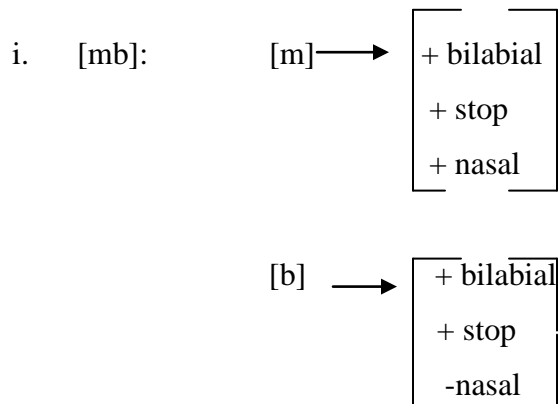 i. [mb]: [m] + bilabial
+ stop
+ nasal
[b] + bilabial
+ stop
-nasal